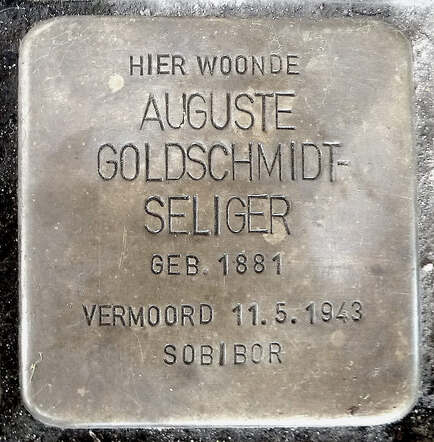 HIER WOONDE
AUGUSTE
GOLDSCHMIDT-
SELIGER
GEB. 1881
VERMOORD 11.5.1943
SOBIBOR